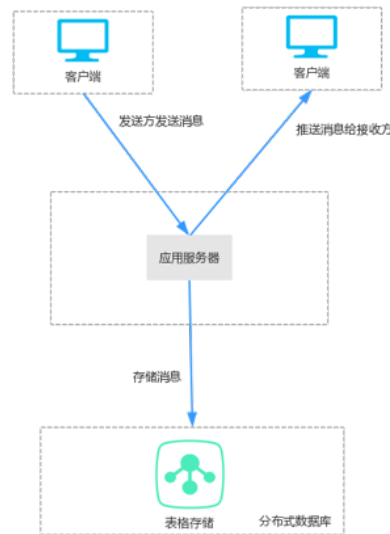 客户端
客户端
发送方发送消息
推送消息给接收方
应用服务器
存储消息
表格存储
分布式数据库